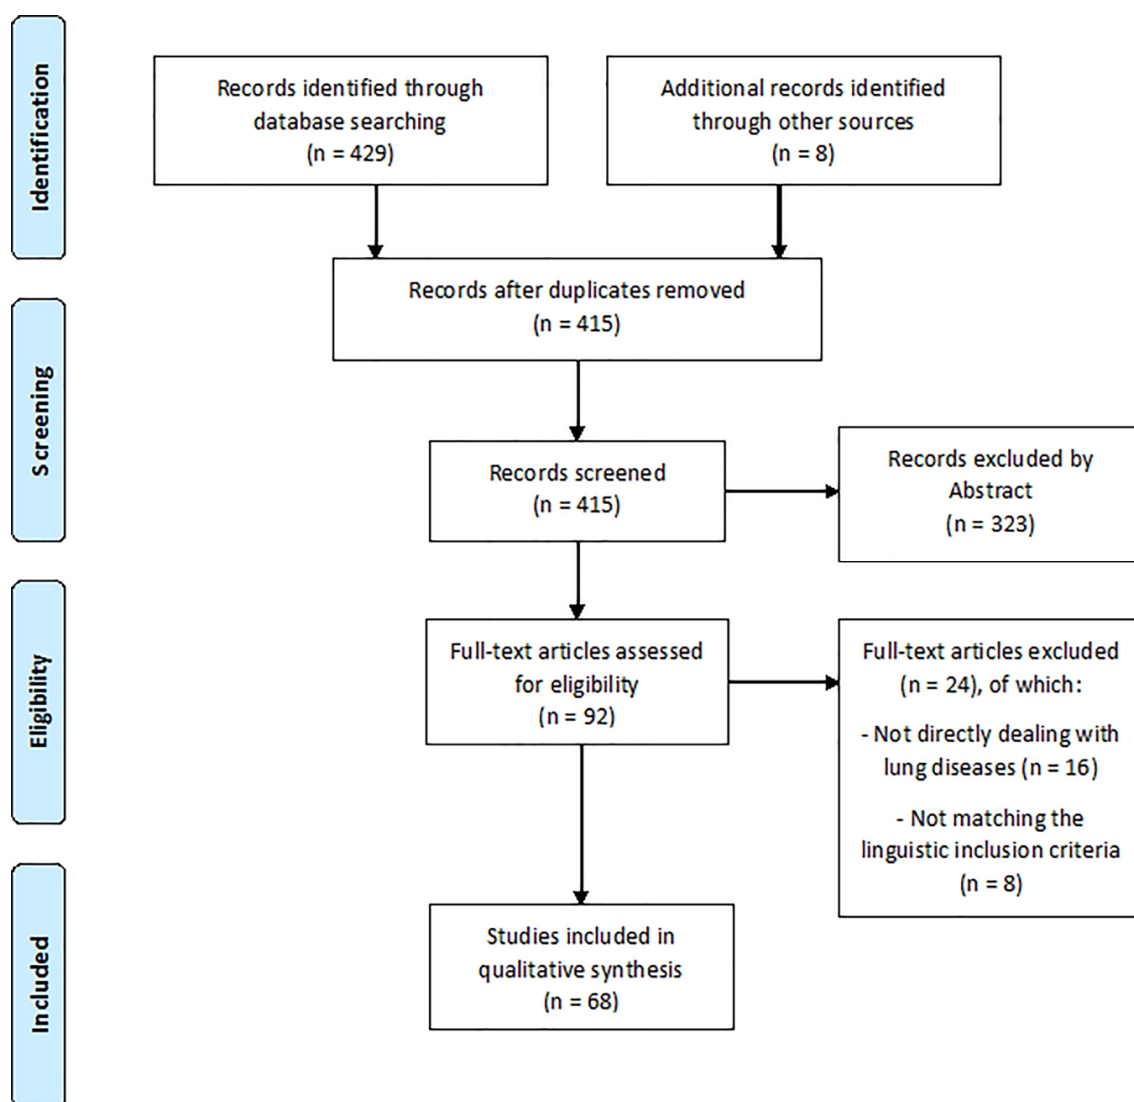 Identification
Records identified through
database searching
(n = 429)
Additional records identified
through other sources
(n = 8)
Records after duplicates removed
(n = 415)
Screening
Records screened
(n = 415)
Records excluded by
Abstract
(n = 323)
Eligibility
Full-text articles assessed
for eligibility
(n = 92)
Full-text articles excluded
(n = 24), of which:
- Not directly dealing with
lung diseases (n = 16)
- Not matching the
linguistic inclusion criteria
(n = 8)
Included
Studies included in
qualitative synthesis
(n = 68)